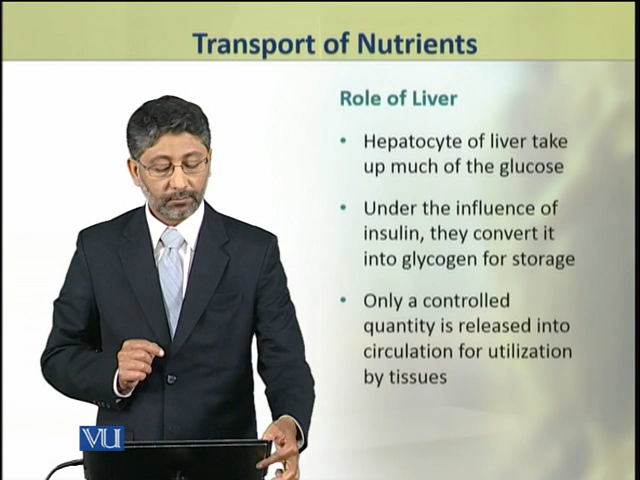 Transport of Nutrients
Role of Liver
• Hepatocyte of liver take
up much of the glucose
• Under the influence of
insulin, they convert it
into glycogen for storage
• Only a controlled
quantity is released into
circulation for utilization
by tissues
VU